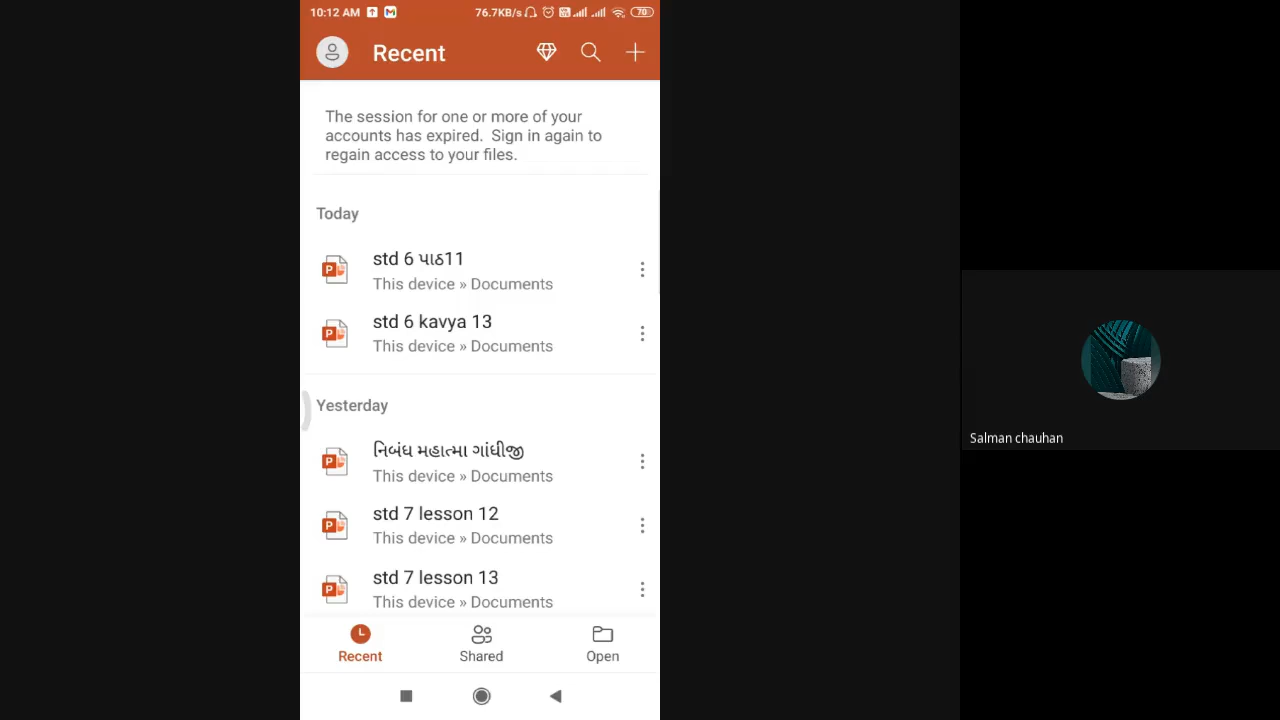 10:12 AM
76.7KB/s
70
Recent
The session for one or more of your
accounts has expired. Sign in again to
regain access to your files.
Today
std 6 પાઠ11
This device » Documents
std 6 kavya 13
This device » Documents
Yesterday
નિબંધ મહાત્મા ગાંધીજી
This device » Documents
std 7 lesson 12
This device » Documents
std 7 lesson 13
This device » Documents
Recent
Shared
Open
Salman chauhan